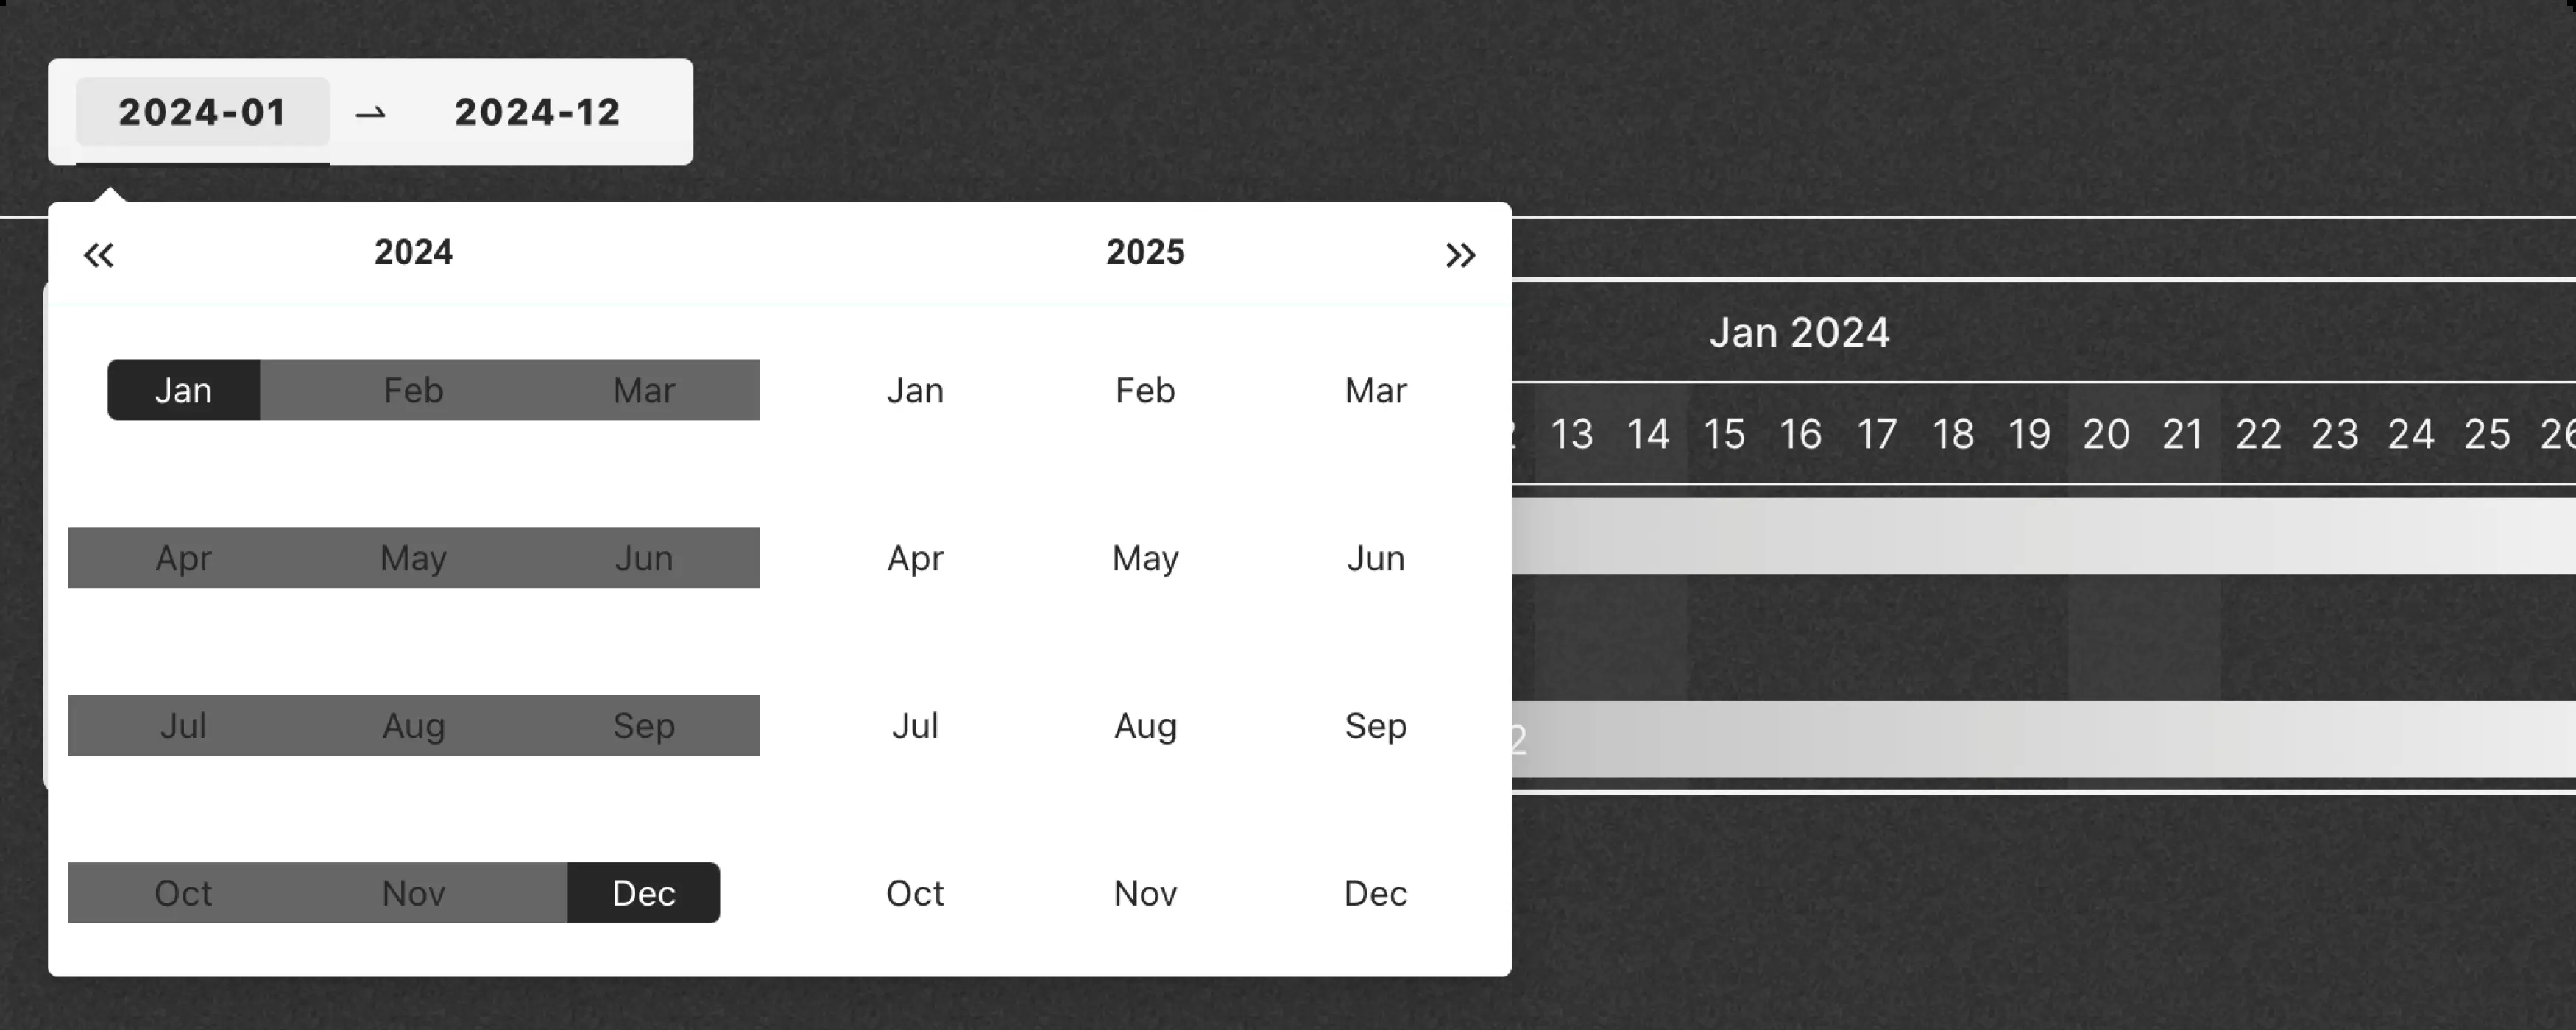 2024-01 → 2024-12
2024 2025
Jan 2024
Jan Feb Mar Jan Feb Mar
13 14 15 16 17 18 19 20 21 22 23 24 25 26
Apr May Jun Apr May Jun
Jul Aug Sep Jul Aug Sep
2
Oct Nov Dec Oct Nov Dec